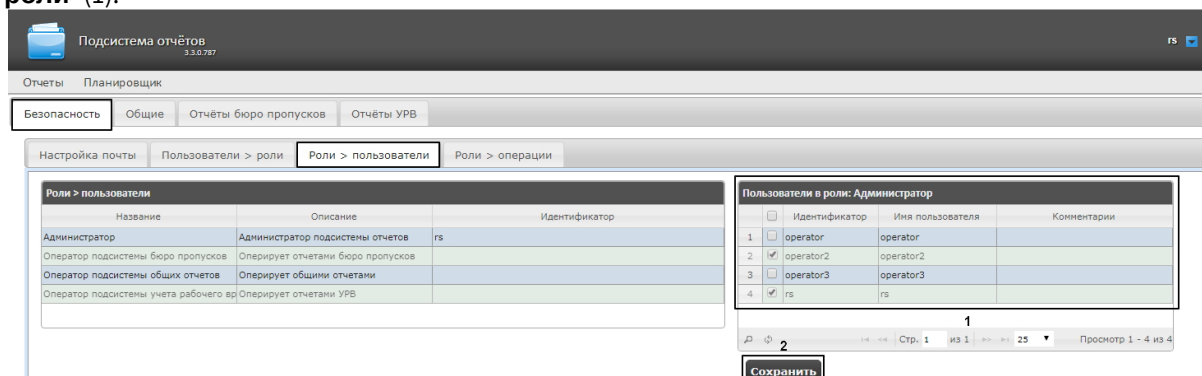 роли (1).
Подсистема отчётов
3.3.0.787
rs
Отчеты Планировщик
Безопасность Общие Отчёты бюро пропусков Отчёты УРВ
Настройка почты Пользователи > роли Роли > пользователи Роли > операции
Роли > пользователи
Название Описание Идентификатор
Администратор Администратор подсистемы отчетов rs
Оператор подсистемы бюро пропусков Оперирует отчетами бюро пропусков
Оператор подсистемы общих отчетов Оперирует общими отчетами
Оператор подсистемы учета рабочего вр Оперирует отчетами УРВ
Пользователи в роли: Администратор
Идентификатор Имя пользователя Комментарии
1 operator operator
2 operator2 operator2
3 operator3 operator3
4 rs rs
1
Стр. 1 из 1 25 Просмотр 1 - 4 из 4
2
Сохранить